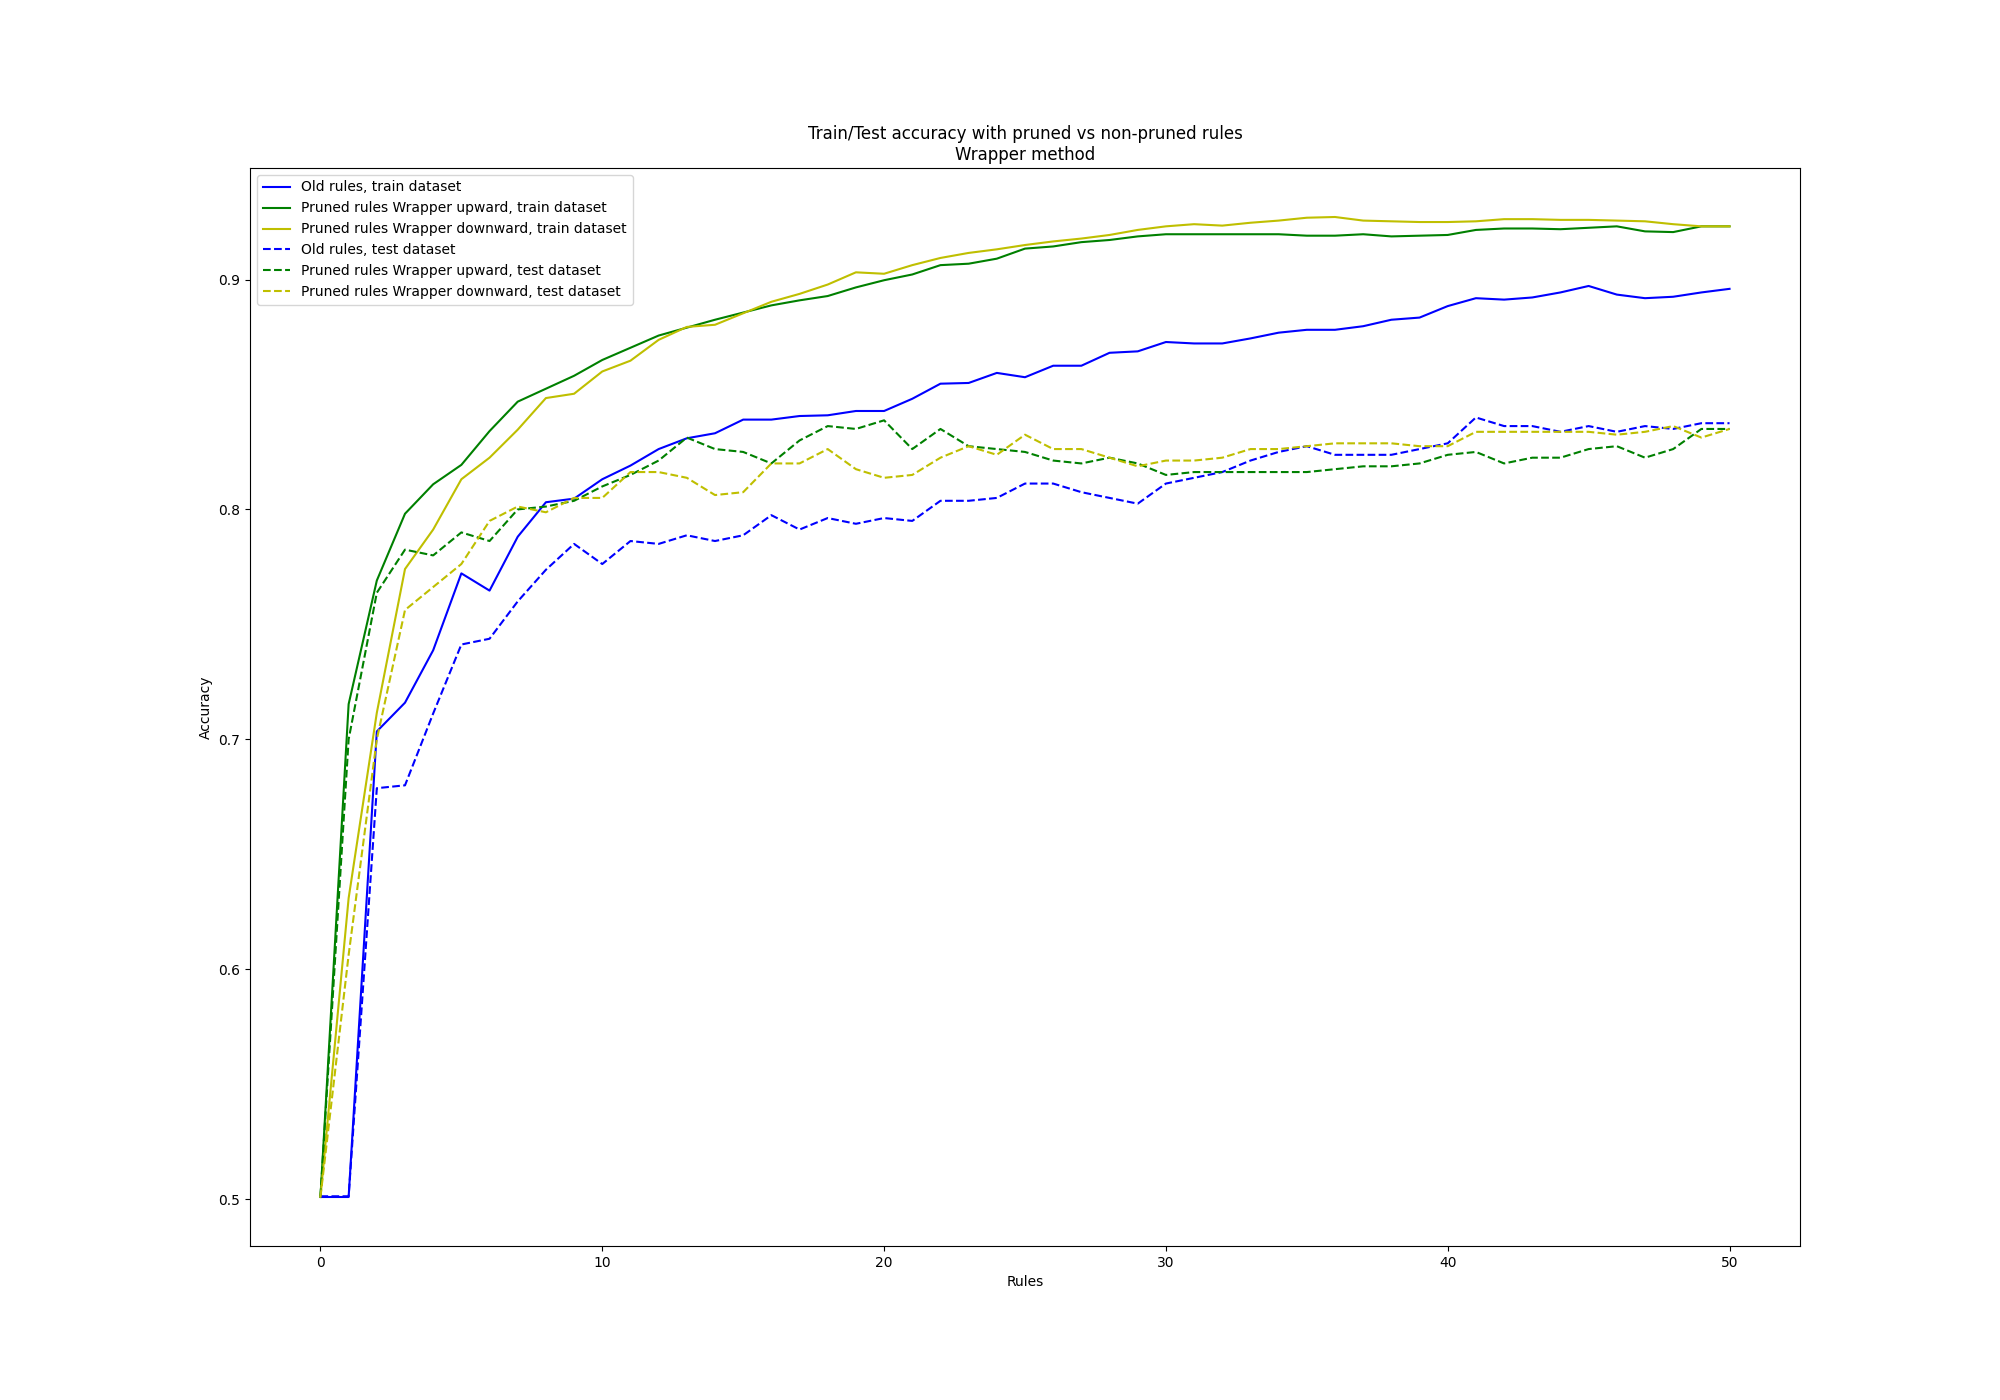 Train/Test accuracy with pruned vs non-pruned rules
Wrapper method
Old rules, train dataset
Pruned rules Wrapper upward, train dataset
Pruned rules Wrapper downward, train dataset
Old rules, test dataset
Pruned rules Wrapper upward, test dataset
Pruned rules Wrapper downward, test dataset
Accuracy
0.9
0.8
0.7
0.6
0.5
0
10
20
30
40
50
Rules